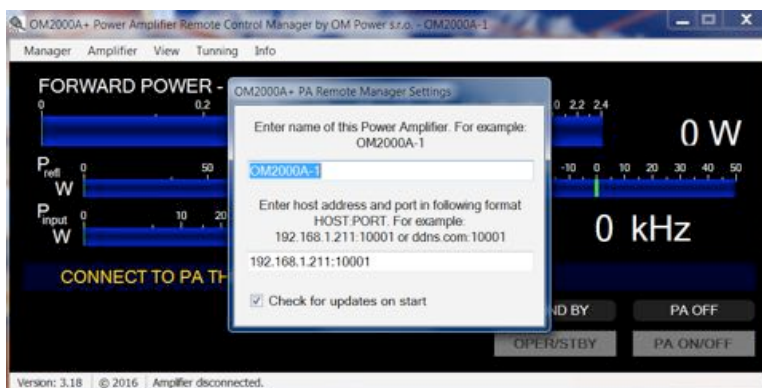 OM2000A+ Power Amplifier Remote Control Manager by OM Power s.r.o. - OM2000A-1
Manager Amplifier View Tunning Info
FORWARD POWER -
0 0.2 2.2 2.4
0 W
OM2000A+ PA Remote Manager Settings
Enter name of this Power Amplifier. For example:
OM2000A-1
OM2000A-1
Prefl 0 50 -10 0 10 20 30 40 50
W
Enter host address and port in following format
HOST:PORT. For example:
192.168.1.211:10001 or ddns.com:10001
Pinput 0 10 20
W
0 kHz
192.168.1.211:10001
CONNECT TO PA TH
Check for updates on start
ND BY PA OFF
OPER/STBY PA ON/OFF
Version: 3.18 © 2016 Amplifier disconnected.